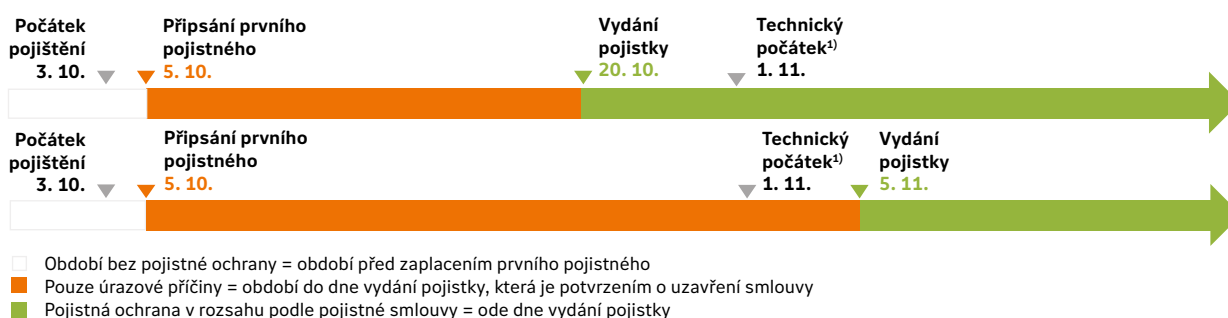 Počátek
pojištění
3. 10.
Připsání prvního
pojistného
5. 10.
Vydání
pojistky
20. 10.
Technický
počátek¹⁾
1. 11.
Počátek
pojištění
3. 10.
Připsání prvního
pojistného
5. 10.
Technický
počátek¹⁾
1. 11.
Vydání
pojistky
5. 11.
Období bez pojistné ochrany = období před zaplacením prvního pojistného
Pouze úrazové příčiny = období do dne vydání pojistky, která je potvrzením o uzavření smlouvy
Pojistná ochrana v rozsahu podle pojistné smlouvy = ode dne vydání pojistky